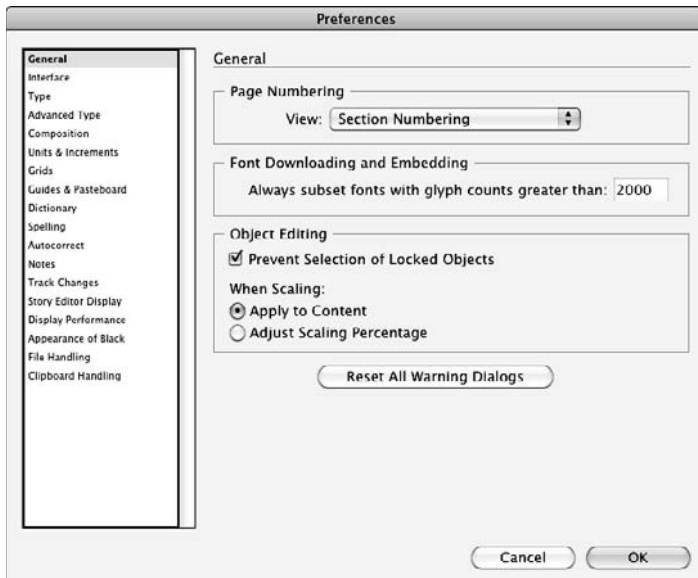 Preferences
General
Interface
Type
Advanced Type
Composition
Units & Increments
Grids
Guides & Pasteboard
Dictionary
Spelling
Autocorrect
Notes
Track Changes
Story Editor Display
Display Performance
Appearance of Black
File Handling
Clipboard Handling
General
Page Numbering
View: Section Numbering
Font Downloading and Embedding
Always subset fonts with glyph counts greater than: 2000
Object Editing
Prevent Selection of Locked Objects
When Scaling:
Apply to Content
Adjust Scaling Percentage
Reset All Warning Dialogs
Cancel OK